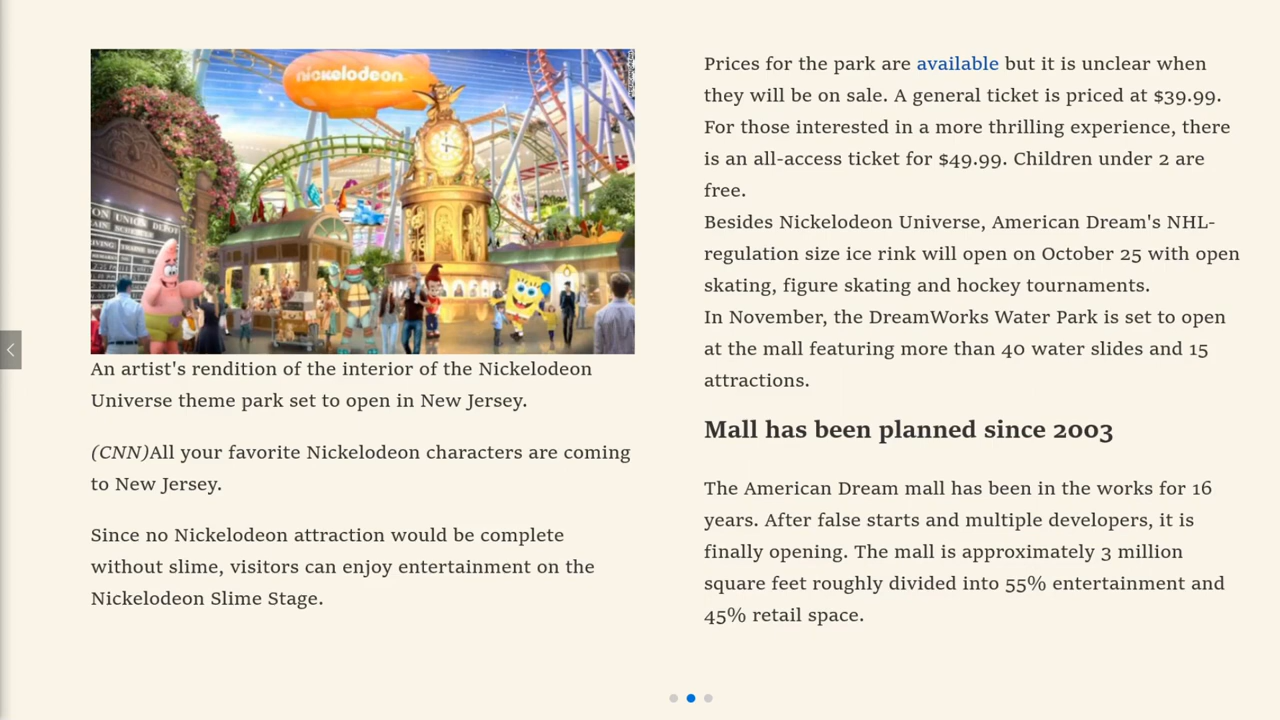 nickelodeon
ON UNION DEPOT
An artist's rendition of the interior of the Nickelodeon
Universe theme park set to open in New Jersey.
(CNN)All your favorite Nickelodeon characters are coming
to New Jersey.
Since no Nickelodeon attraction would be complete
without slime, visitors can enjoy entertainment on the
Nickelodeon Slime Stage.
Prices for the park are available but it is unclear when
they will be on sale. A general ticket is priced at $39.99.
For those interested in a more thrilling experience, there
is an all-access ticket for $49.99. Children under 2 are
free.
Besides Nickelodeon Universe, American Dream's NHL-
regulation size ice rink will open on October 25 with open
skating, figure skating and hockey tournaments.
In November, the DreamWorks Water Park is set to open
at the mall featuring more than 40 water slides and 15
attractions.
Mall has been planned since 2003
The American Dream mall has been in the works for 16
years. After false starts and multiple developers, it is
finally opening. The mall is approximately 3 million
square feet roughly divided into 55% entertainment and
45% retail space.